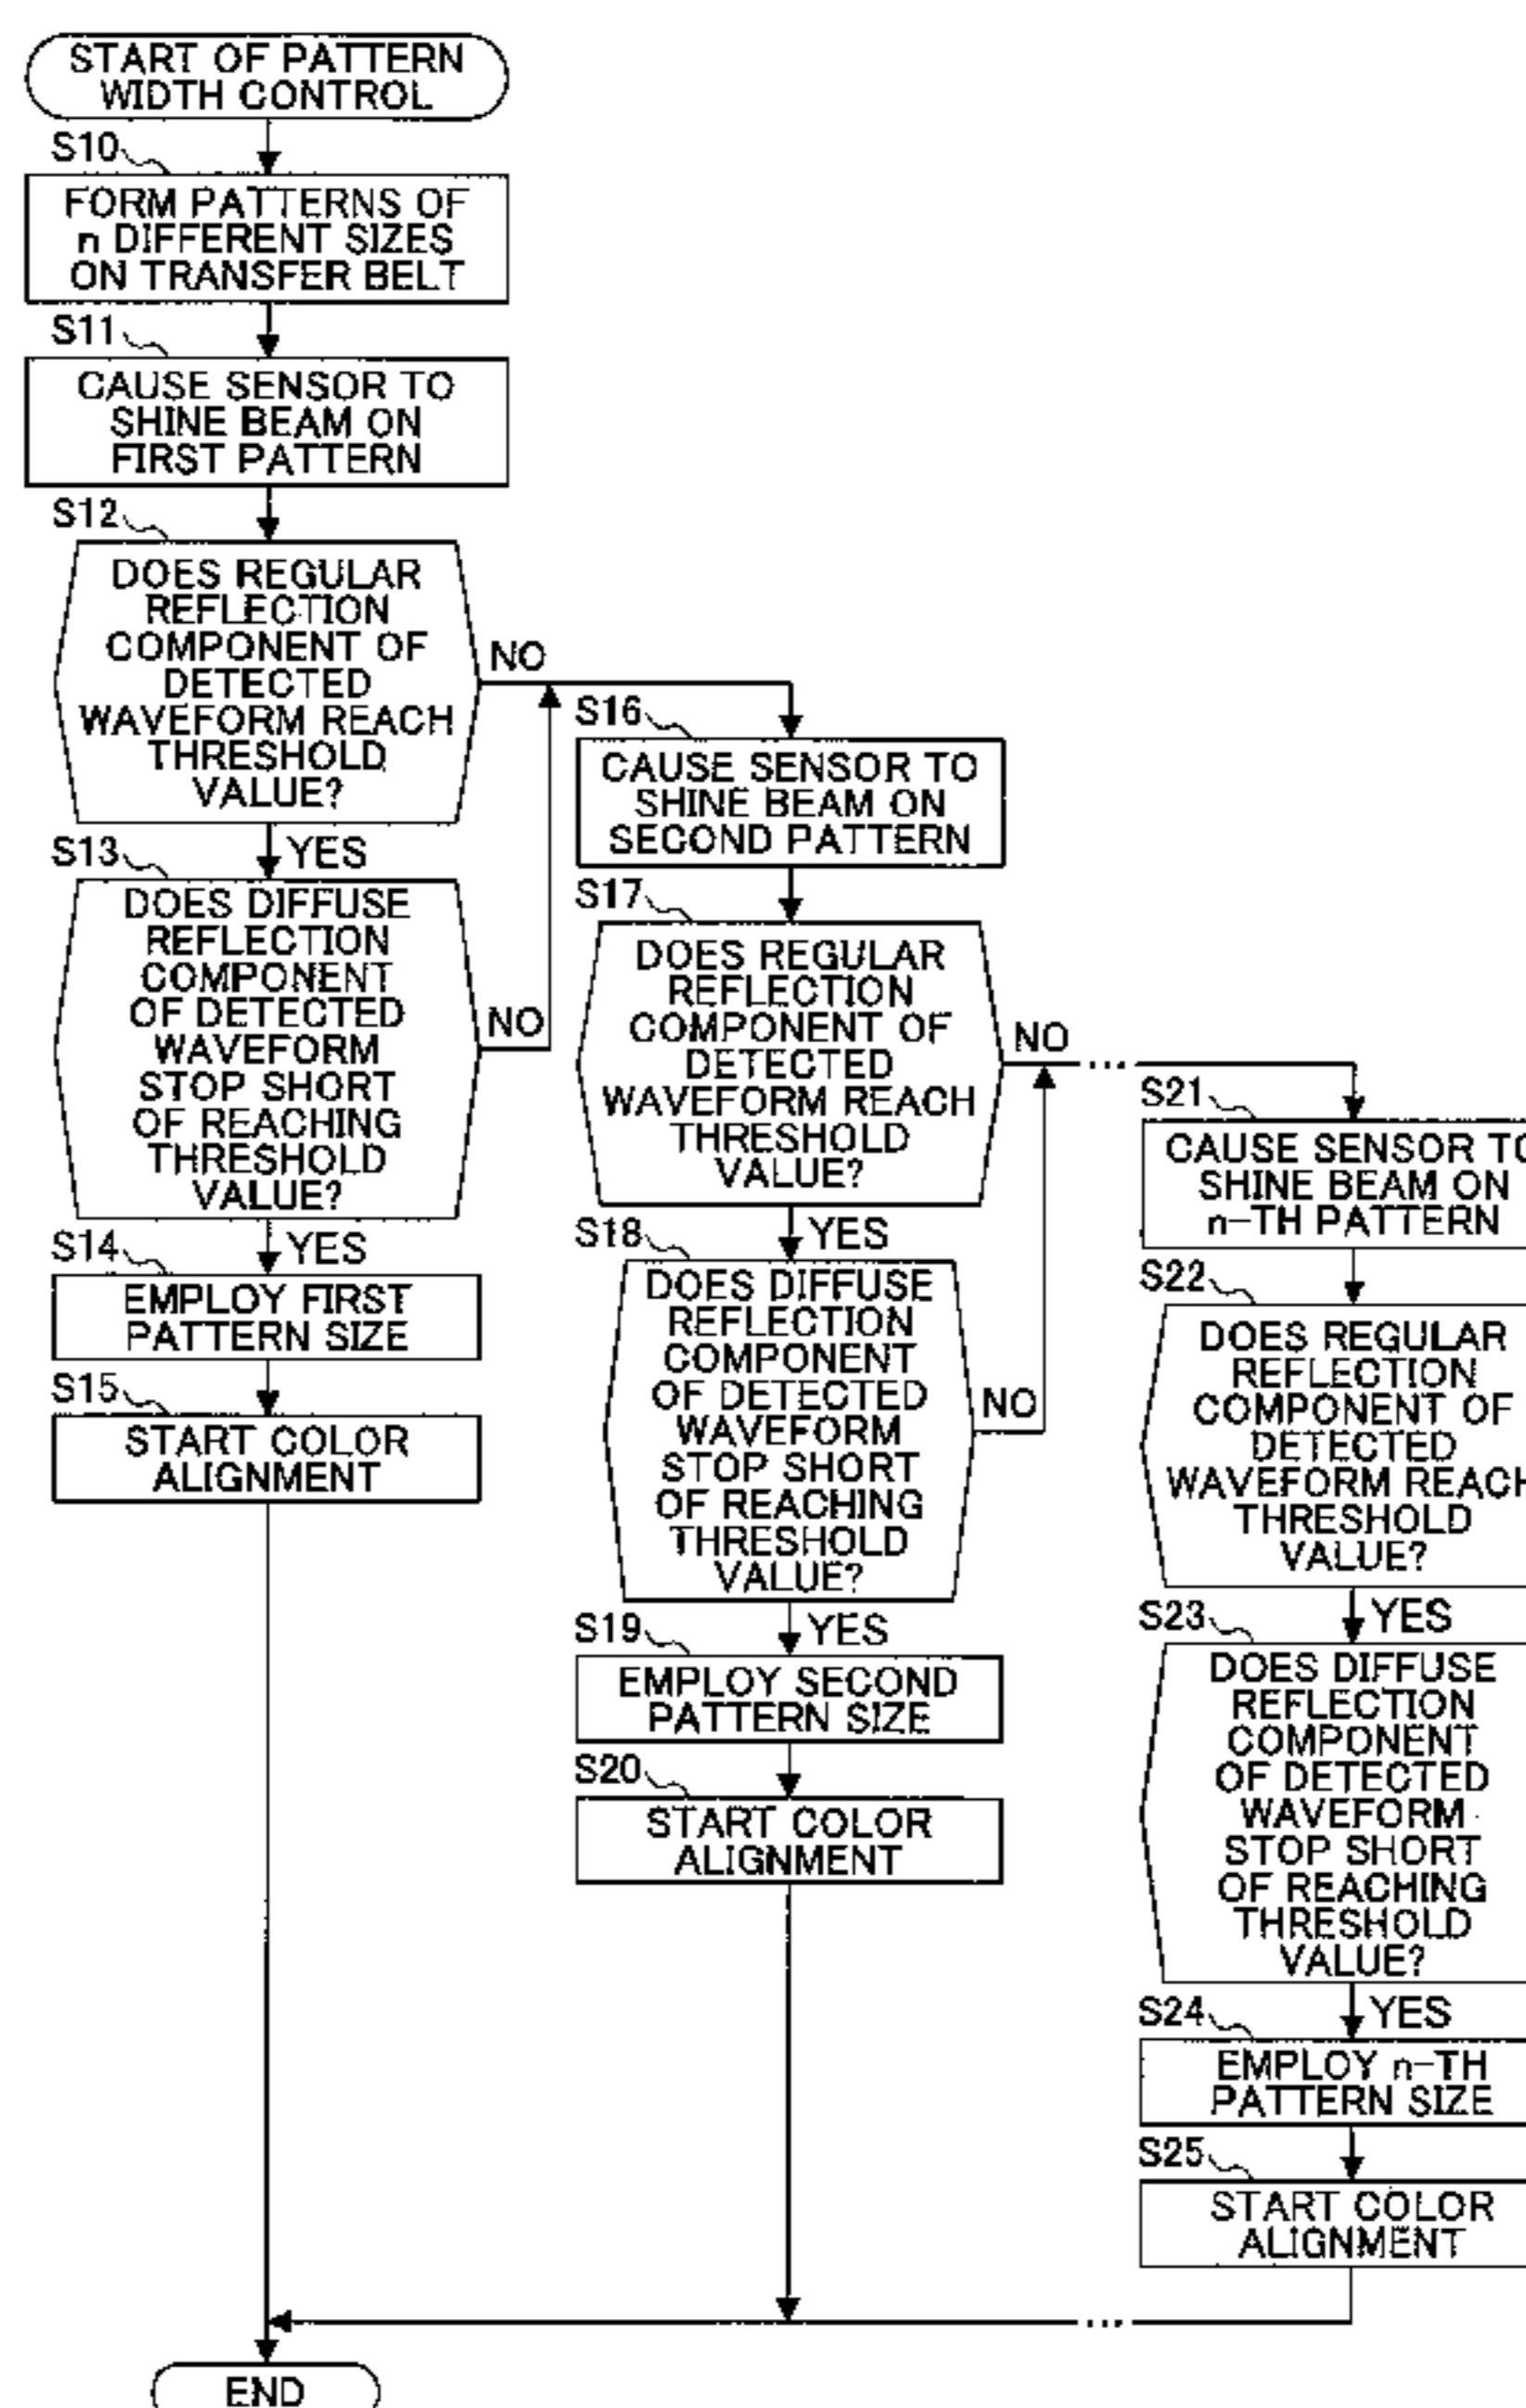 START OF PATTERN
WIDTH CONTROL
S10
FORM PATTERNS OF
n DIFFERENT SIZES
ON TRANSFER BELT
S11
CAUSE SENSOR TO
SHINE BEAM ON
FIRST PATTERN
S12
DOES REGULAR
REFLECTION
COMPONENT OF
DETECTED
WAVEFORM REACH
THRESHOLD
VALUE?
NO
YES
S13
DOES DIFFUSE
REFLECTION
COMPONENT
OF DETECTED
WAVEFORM
STOP SHORT
OF REACHING
THRESHOLD
VALUE?
NO
YES
S14
EMPLOY FIRST
PATTERN SIZE
S15
START COLOR
ALIGNMENT
S16
CAUSE SENSOR TO
SHINE BEAM ON
SECOND PATTERN
S17
DOES REGULAR
REFLECTION
COMPONENT OF
DETECTED
WAVEFORM REACH
THRESHOLD
VALUE?
NO
...
YES
S18
DOES DIFFUSE
REFLECTION
COMPONENT
OF DETECTED
WAVEFORM
STOP SHORT
OF REACHING
THRESHOLD
VALUE?
NO
YES
S19
EMPLOY SECOND
PATTERN SIZE
S20
START COLOR
ALIGNMENT
S21
CAUSE SENSOR TO
SHINE BEAM ON
n-TH PATTERN
S22
DOES REGULAR
REFLECTION
COMPONENT OF
DETECTED
WAVEFORM REACH
THRESHOLD
VALUE?
YES
S23
DOES DIFFUSE
REFLECTION
COMPONENT
OF DETECTED
WAVEFORM
STOP SHORT
OF REACHING
THRESHOLD
VALUE?
YES
S24
EMPLOY n-TH
PATTERN SIZE
S25
START COLOR
ALIGNMENT
...
END